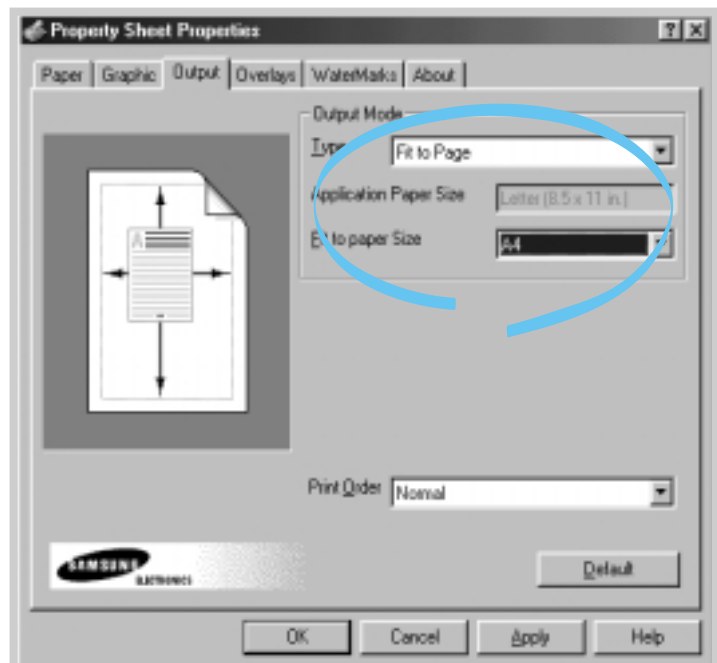 Property Sheet Properties
Paper Graphic Output Overlays WaterMarks About
Output Mode
Type Fit to Page
Application Paper Size Letter (8.5 x 11 in.)
Fit to paper Size A4
Print Order Normal
SAMSUNG
ELECTRONICS
Default
OK Cancel Apply Help